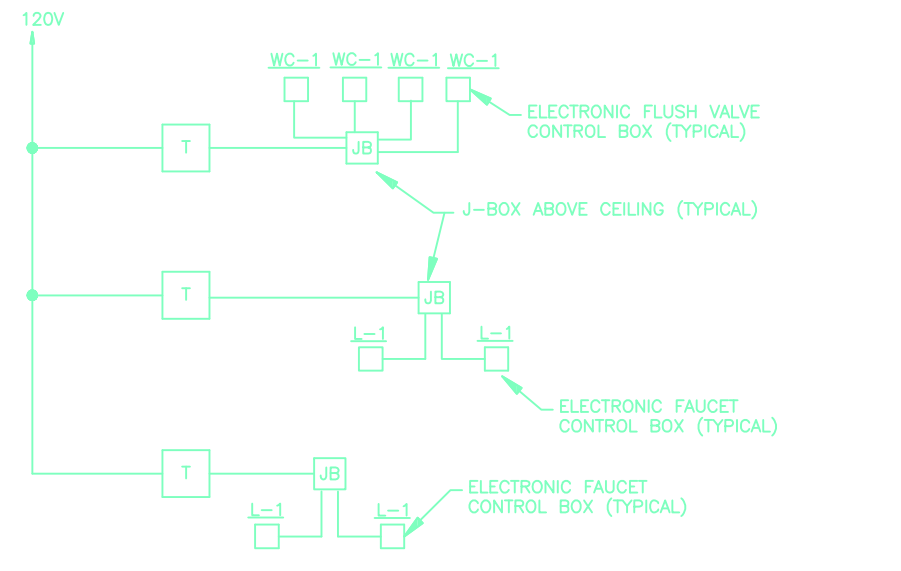 120V
WC-1 WC-1 WC-1 WC-1
ELECTRONIC FLUSH VALVE
CONTROL BOX (TYPICAL)
T
JB
J-BOX ABOVE CEILING (TYPICAL)
T
JB
L-1 L-1
ELECTRONIC FAUCET
CONTROL BOX (TYPICAL)
T
JB
ELECTRONIC FAUCET
CONTROL BOX (TYPICAL)
L-1 L-1